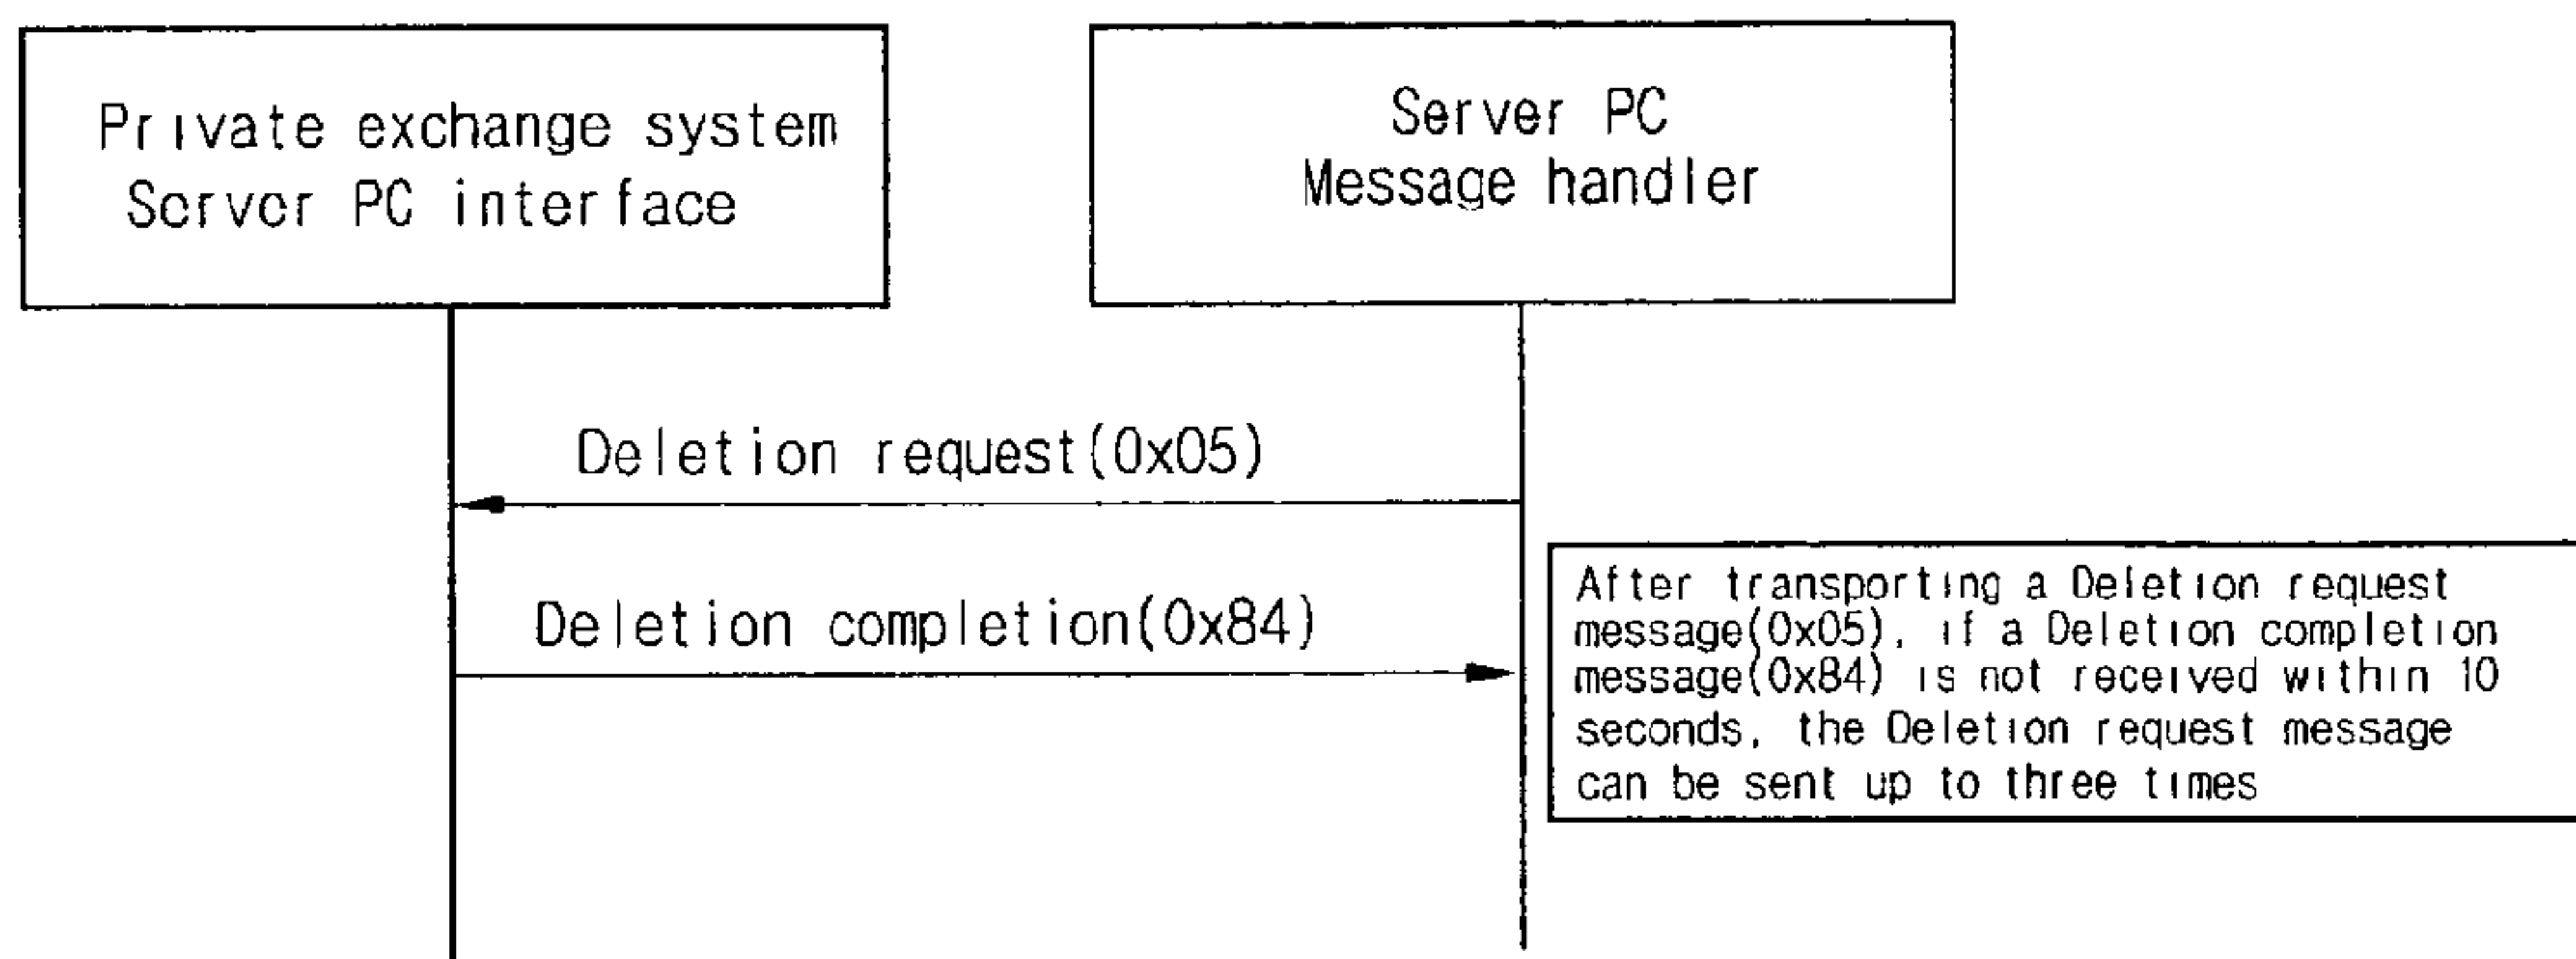 Private exchange system
Server PC interface
Server PC
Message handler
Deletion request(0x05)
Deletion completion(0x84)
After transporting a Deletion request
message(0x05), if a Deletion completion
message(0x84) is not received within 10
seconds, the Deletion request message
can be sent up to three times